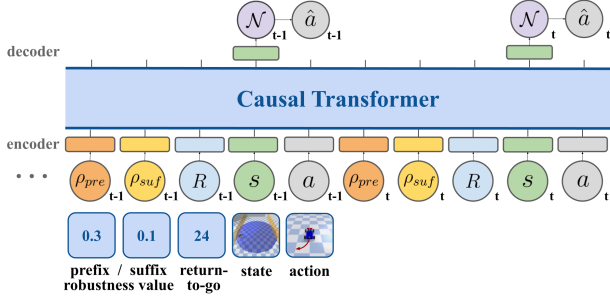 𝒩 t-1 â t-1 𝒩 t â t
decoder
Causal Transformer
encoder
... ρpre t-1 ρsuf t-1 R t-1 s t-1 a t-1 ρpre t ρsuf t R t s t a t
0.3 0.1 24
prefix / suffix return- state action
robustness value to-go